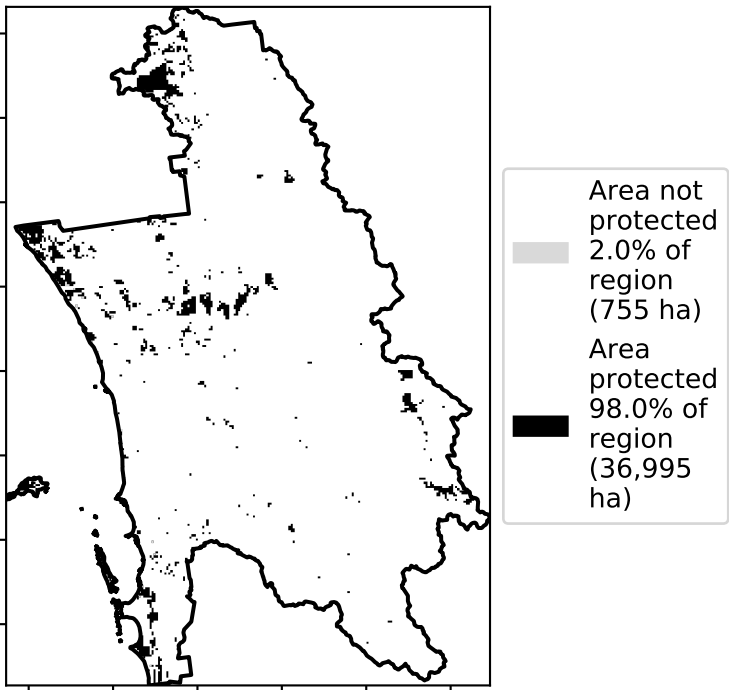 Area not
protected
2.0% of
region
(755 ha)
Area
protected
98.0% of
region
(36,995
ha)